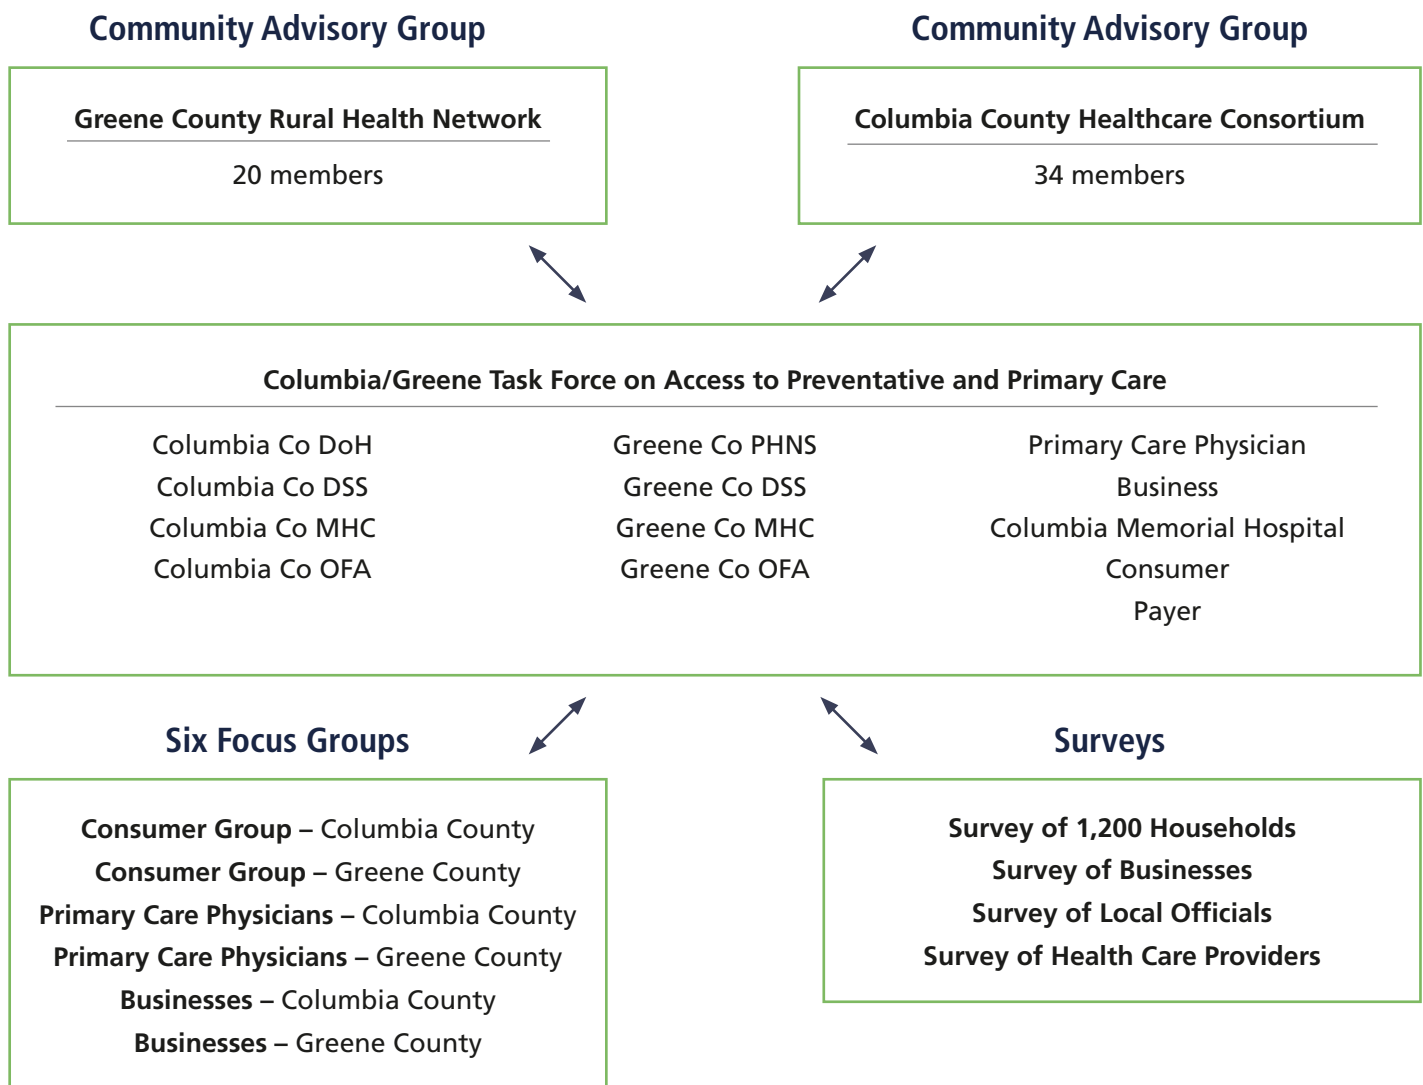 Community Advisory Group
Greene County Rural Health Network
20 members
Community Advisory Group
Columbia County Healthcare Consortium
34 members
Columbia/Greene Task Force on Access to Preventative and Primary Care
Columbia Co DoH
Columbia Co DSS
Columbia Co MHC
Columbia Co OFA
Greene Co PHNS
Greene Co DSS
Greene Co MHC
Greene Co OFA
Primary Care Physician
Business
Columbia Memorial Hospital
Consumer
Payer
Six Focus Groups
Consumer Group – Columbia County
Consumer Group – Greene County
Primary Care Physicians – Columbia County
Primary Care Physicians – Greene County
Businesses – Columbia County
Businesses – Greene County
Surveys
Survey of 1,200 Households
Survey of Businesses
Survey of Local Officials
Survey of Health Care Providers